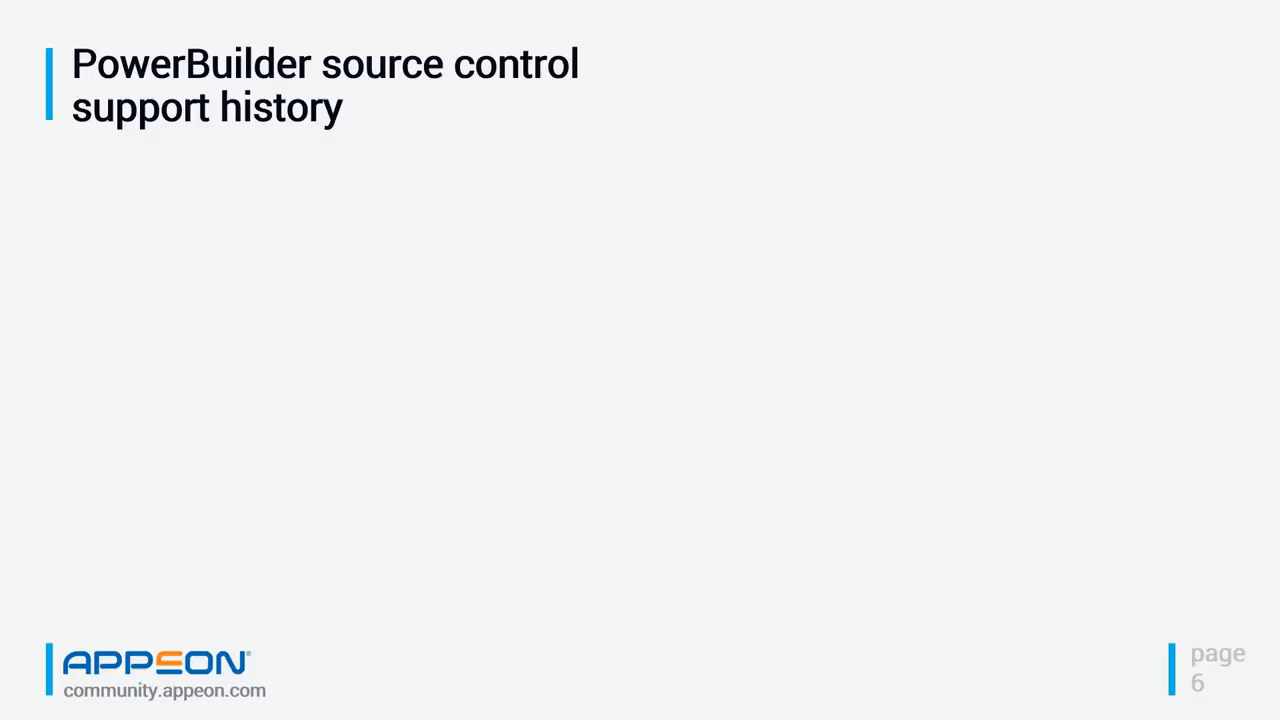 PowerBuilder source control
support history
APPEON®
community.appeon.com
page
6